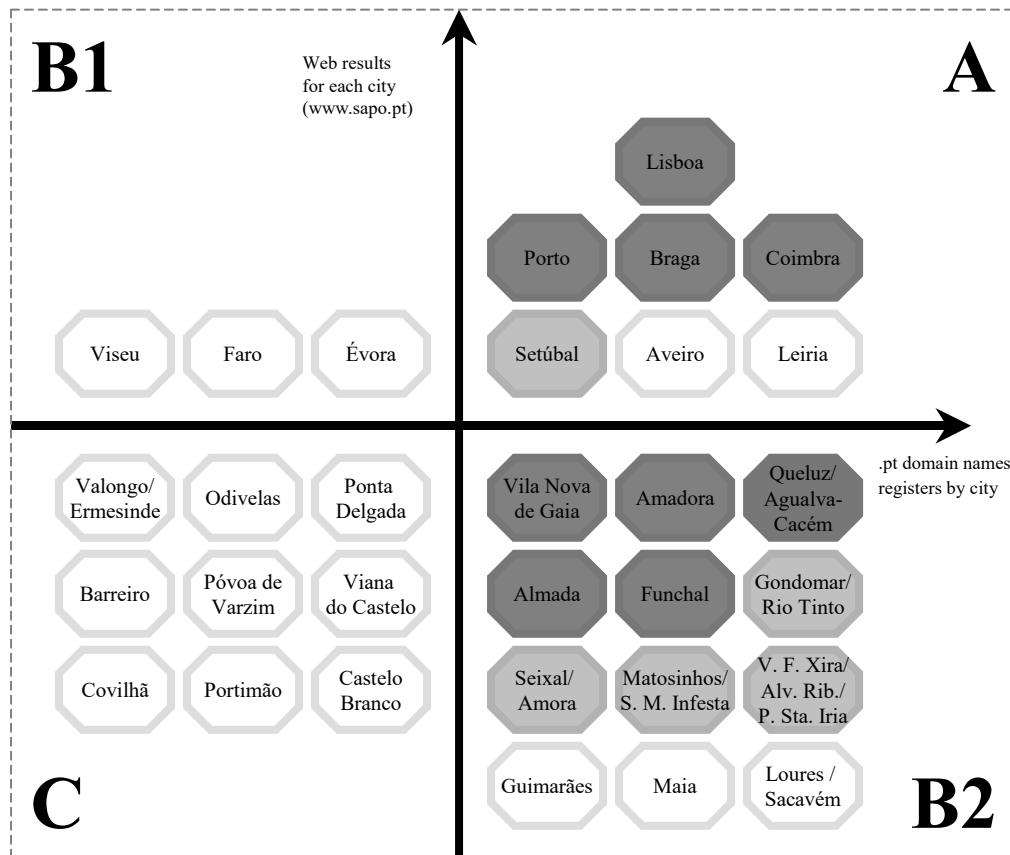 B1
Web results
for each city
(www.sapo.pt)
A
Lisboa
Porto
Braga
Coimbra
Viseu
Faro
Évora
Setúbal
Aveiro
Leiria
.pt domain names
registers by city
Valongo/
Ermesinde
Odivelas
Ponta
Delgada
Vila Nova
de Gaia
Amadora
Queluz/
Agualva-
Cacém
Barreiro
Póvoa de
Varzim
Viana
do Castelo
Almada
Funchal
Gondomar/
Rio Tinto
Covilhã
Portimão
Castelo
Branco
Seixal/
Amora
Matosinhos/
S. M. Infesta
V. F. Xira/
Alv. Rib./
P. Sta. Iria
Guimarães
Maia
Loures /
Sacavém
C
B2